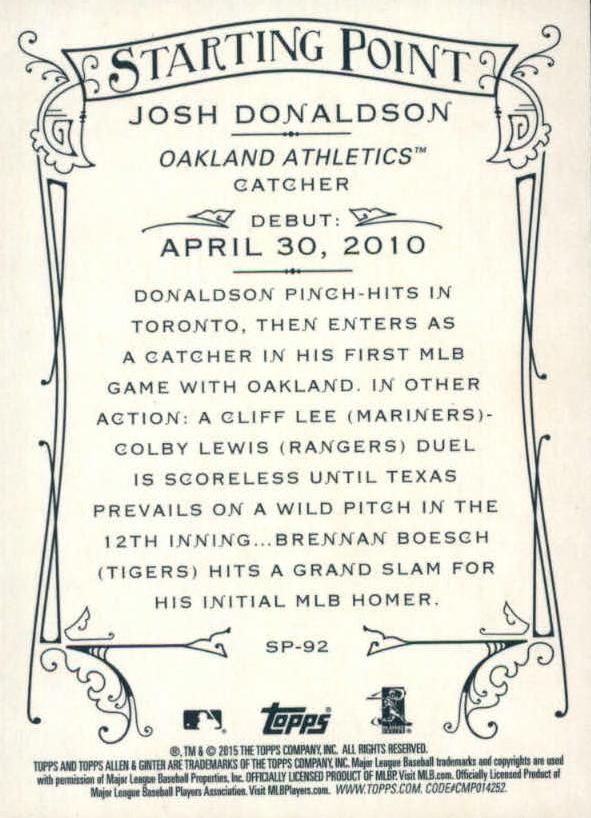 STARTING POINT
JOSH DONALDSON
OAKLAND ATHLETICS™
CATCHER
DEBUT:
APRIL 30, 2010
DONALDSON PINCH-HITS IN
TORONTO, THEN ENTERS AS
A CATCHER IN HIS FIRST MLB
GAME WITH OAKLAND. IN OTHER
ACTION: A CLIFF LEE (MARINERS)-
COLBY LEWIS (RANGERS) DUEL
IS SCORELESS UNTIL TEXAS
PREVAILS ON A WILD PITCH IN THE
12TH INNING...BRENNAN BOESCH
(TIGERS) HITS A GRAND SLAM FOR
HIS INITIAL MLB HOMER.
SP-92
Topps
®, TM & © 2015 THE TOPPS COMPANY, INC. ALL RIGHTS RESERVED.
TOPPS AND TOPPS ALLEN & GINTER ARE TRADEMARKS OF THE TOPPS COMPANY, INC. Major League Baseball trademarks and copyrights are used
with permission of Major League Baseball Properties, Inc. OFFICIALLY LICENSED PRODUCT OF MLBP. Visit MLB.com. Officially Licensed Product of
Major League Baseball Players Association. Visit MLBPlayers.com. WWW.TOPPS.COM. CODE#CMP014252.